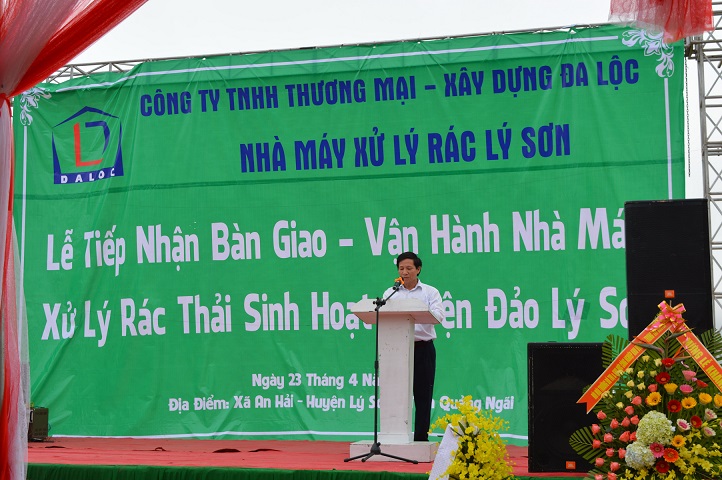 CÔNG TY TNHH THƯƠNG MẠI – XÂY DỰNG ĐA LỘC
NHÀ MÁY XỬ LÝ RÁC LÝ SƠN
ĐALOC
Lễ Tiếp Nhận Bàn Giao – Vận Hành Nhà Má
Xử Lý Rác Thải Sinh Hoạt ện Đảo Lý Sơ
Ngày 23 Tháng 4 Nă
Địa Điểm: Xã An Hải - Huyện Lý Sơ Quảng Ngãi